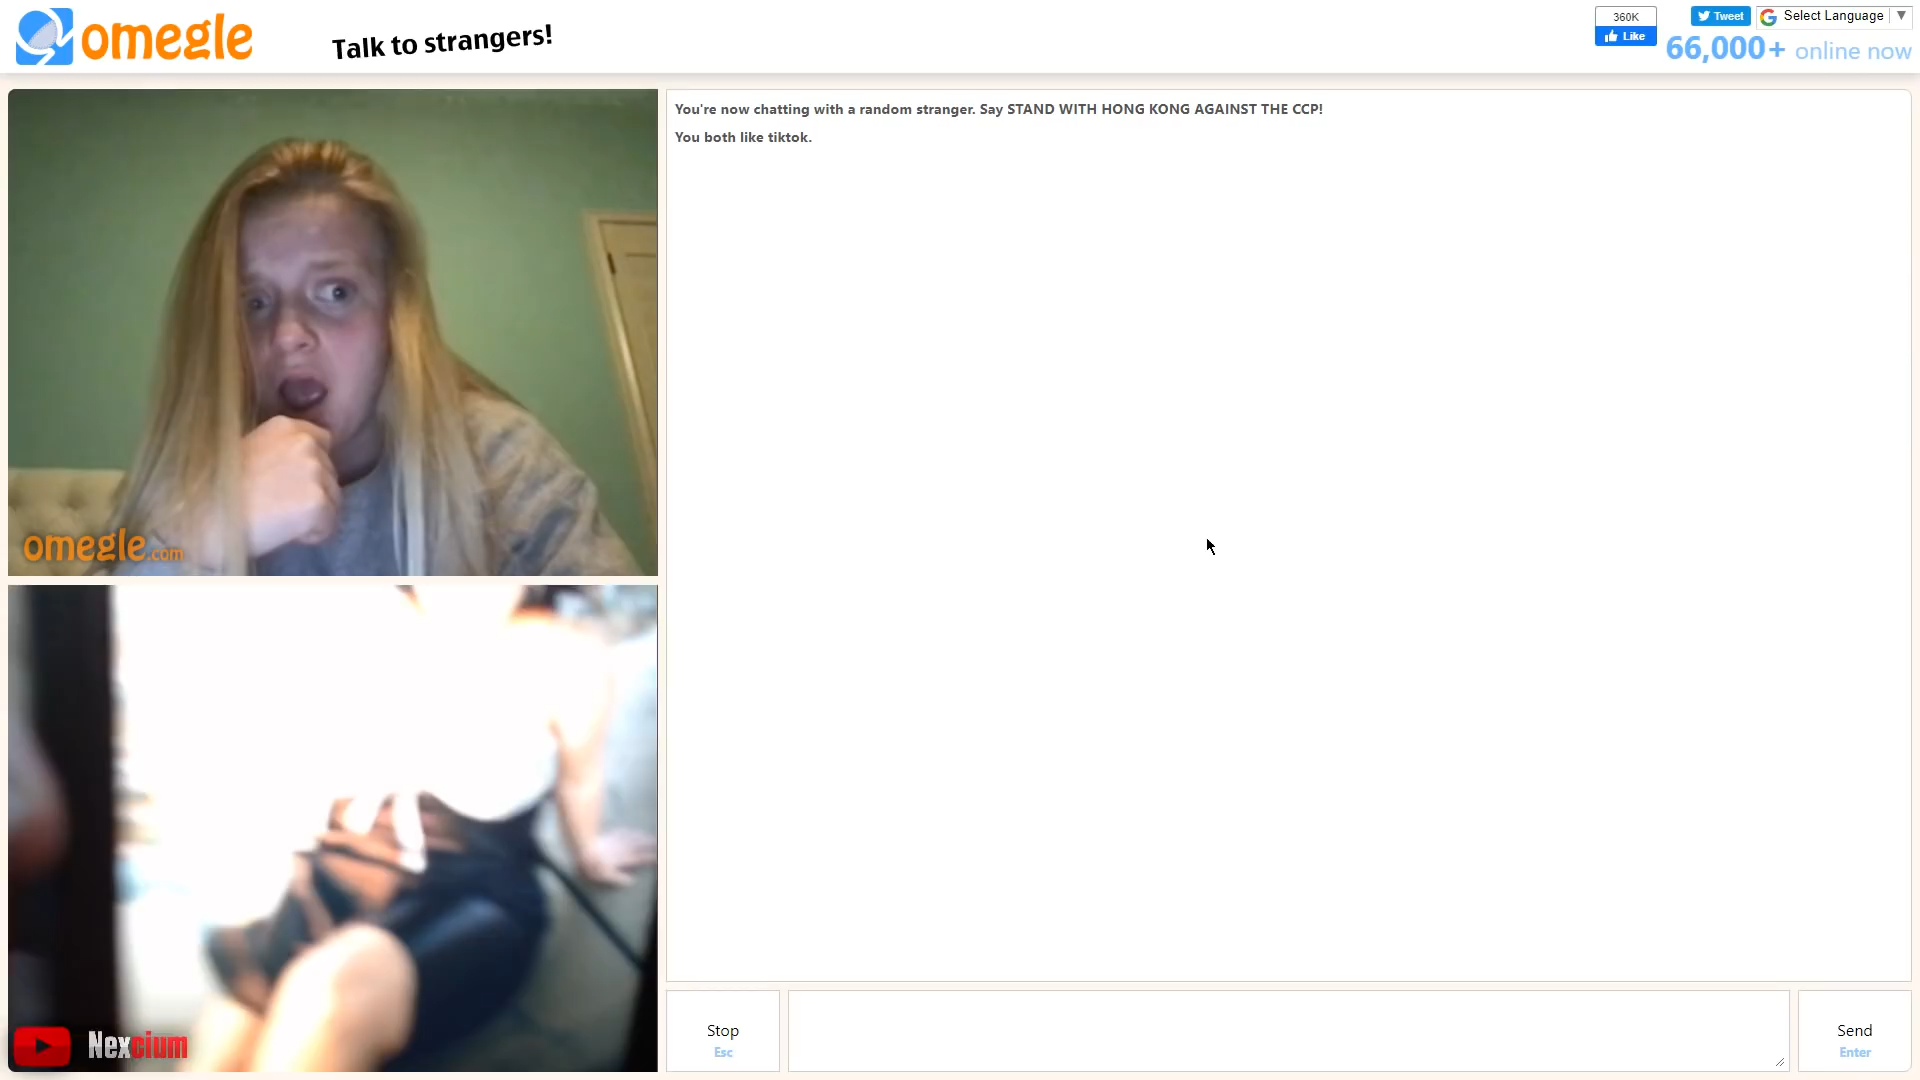 omegle
Talk to strangers!
360K
Like
Tweet
Select Language
66,000+ online now
You're now chatting with a random stranger. Say STAND WITH HONG KONG AGAINST THE CCP!
You both like tiktok.
omegle.com
Nexcium
Stop
Esc
Send
Enter